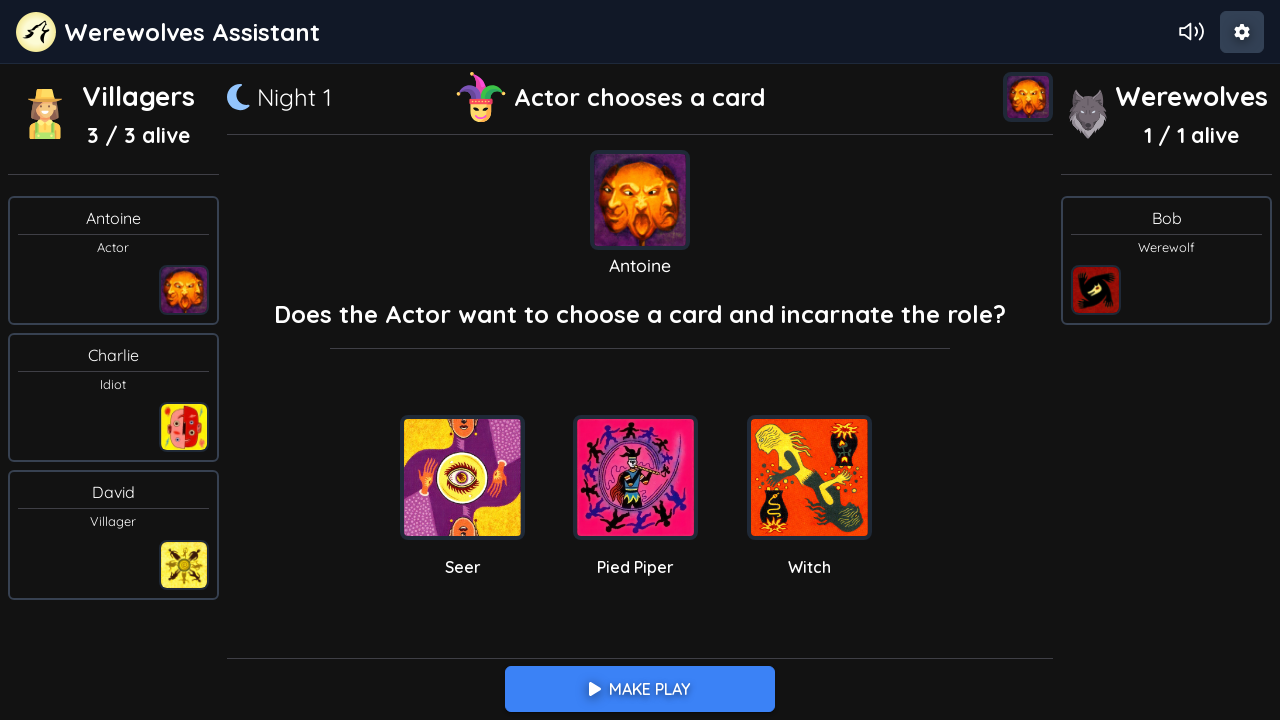 Werewolves Assistant
Villagers
3 / 3 alive
Night 1
Actor chooses a card
Werewolves
1 / 1 alive
Antoine
Actor
Charlie
Idiot
David
Villager
Antoine
Does the Actor want to choose a card and incarnate the role?
Seer
Pied Piper
Witch
Bob
Werewolf
MAKE PLAY